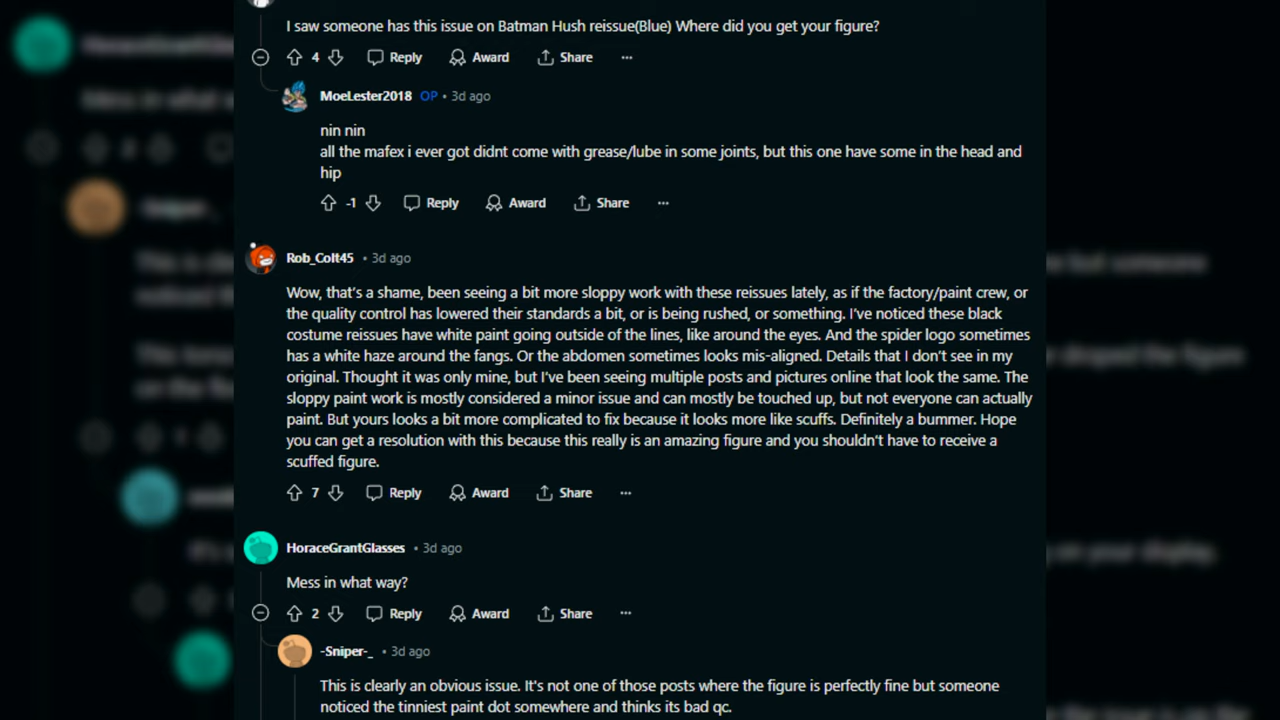 I saw someone has this issue on Batman Hush reissue(Blue) Where did you get your figure?
4 Reply Award Share ...
MoeLester2018 OP • 3d ago
nin nin
all the mafex i ever got didnt come with grease/lube in some joints, but this one have some in the head and
hip
-1 Reply Award Share ...
Rob_Colt45 • 3d ago
Wow, that's a shame, been seeing a bit more sloppy work with these reissues lately, as if the factory/paint crew, or
the quality control has lowered their standards a bit, or is being rushed, or something. I've noticed these black
costume reissues have white paint going outside of the lines, like around the eyes. And the spider logo sometimes
has a white haze around the fangs. Or the abdomen sometimes looks mis-aligned. Details that I don't see in my
original. Thought it was only mine, but I've been seeing multiple posts and pictures online that look the same. The
sloppy paint work is mostly considered a minor issue and can mostly be touched up, but not everyone can actually
paint. But yours looks a bit more complicated to fix because it looks more like scuffs. Definitely a bummer. Hope
you can get a resolution with this because this really is an amazing figure and you shouldn't have to receive a
scuffed figure.
7 Reply Award Share ...
HoraceGrantGlasses • 3d ago
Mess in what way?
2 Reply Award Share ...
-Sniper-_ • 3d ago
This is clearly an obvious issue. It's not one of those posts where the figure is perfectly fine but someone
noticed the tinniest paint dot somewhere and thinks its bad qc.